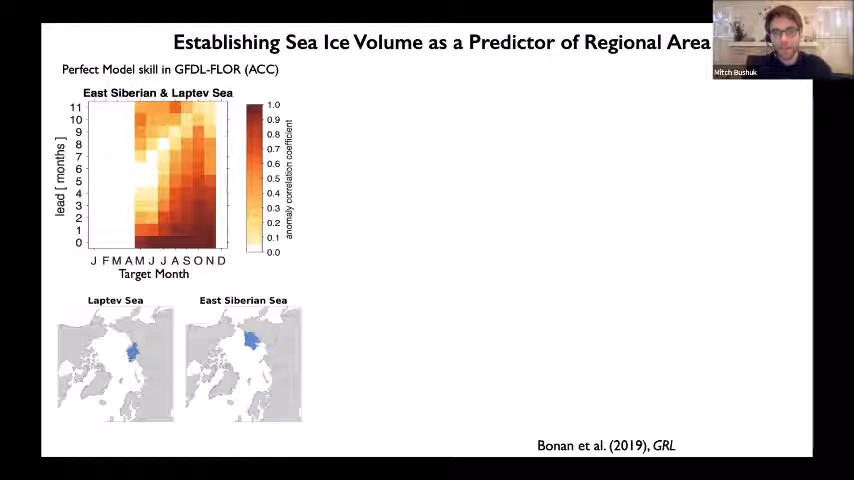 Establishing Sea Ice Volume as a Predictor of Regional Area
Mitch Bushuk
Perfect Model skill in GFDL-FLOR (ACC)
East Siberian & Laptev Sea
11
10
9
8
7
6
5
4
3
2
1
0
lead [ months ]
J F M A M J J A S O N D
Target Month
1.0
0.9
0.8
0.7
0.6
0.5
0.4
0.3
0.2
0.1
0.0
anomaly correlation coefficient
Laptev Sea
East Siberian Sea
Bonan et al. (2019), GRL